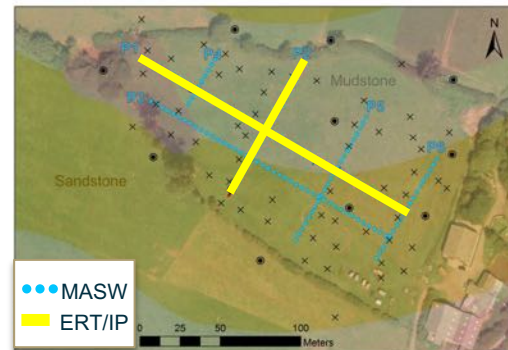 N
P1
P4
P3
Mudstone
P2
P5
P6
Sandstone
MASW
ERT/IP
0 25 50 100
Meters